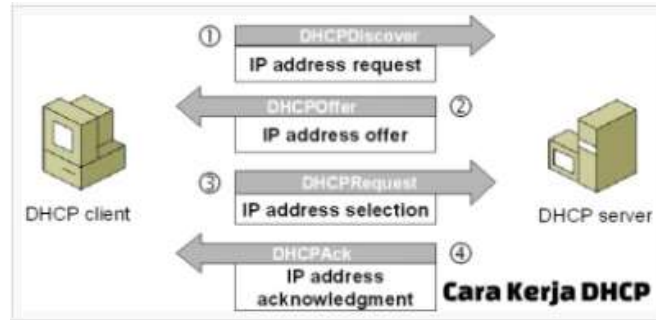 ①
DHCPDiscover
IP address request
DHCPOffer
②
IP address offer
③
DHCPRequest
IP address selection
DHCP client
DHCP server
DHCPAck
④
IP address
acknowledgment
Cara Kerja DHCP